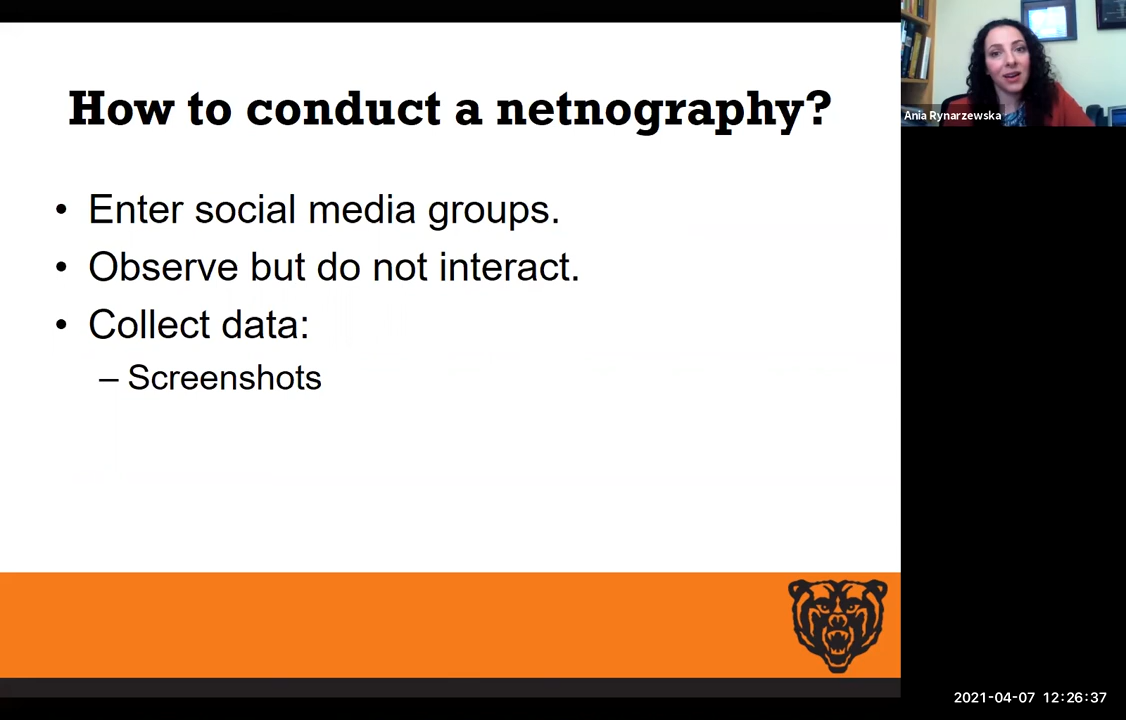 How to conduct a netnography?
• Enter social media groups.
• Observe but do not interact.
• Collect data:
– Screenshots
Ania Rynarzewska
2021-04-07 12:26:37